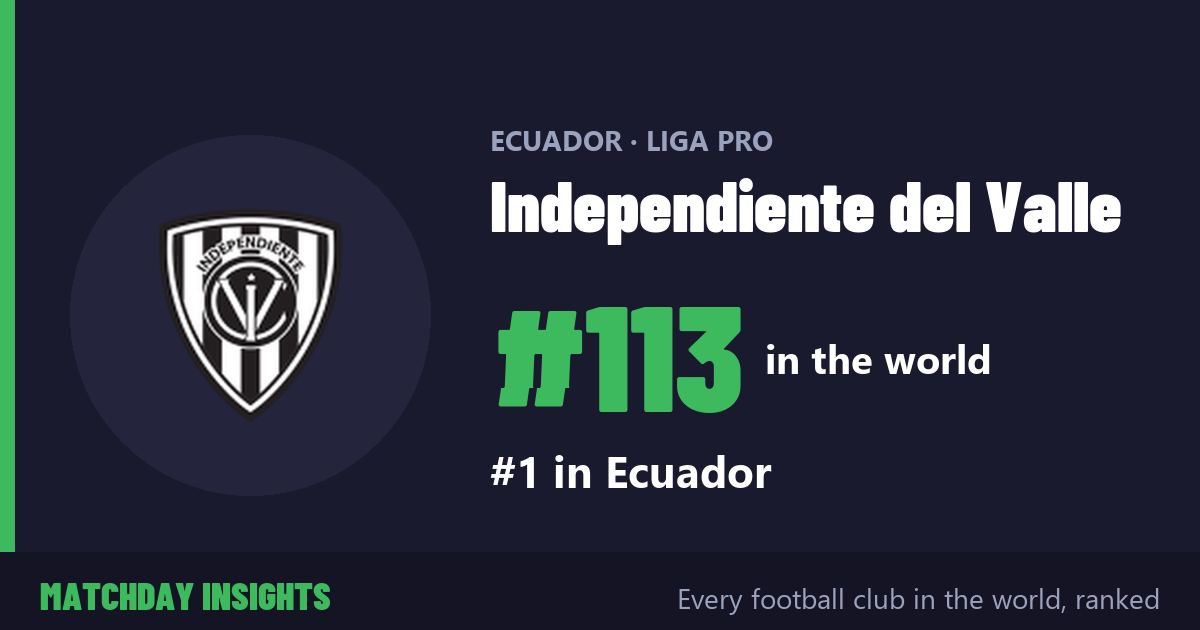 ECUADOR · LIGA PRO
Independiente del Valle
INDEPENDIENTE
#113 in the world
#1 in Ecuador
MATCHDAY INSIGHTS
Every football club in the world, ranked